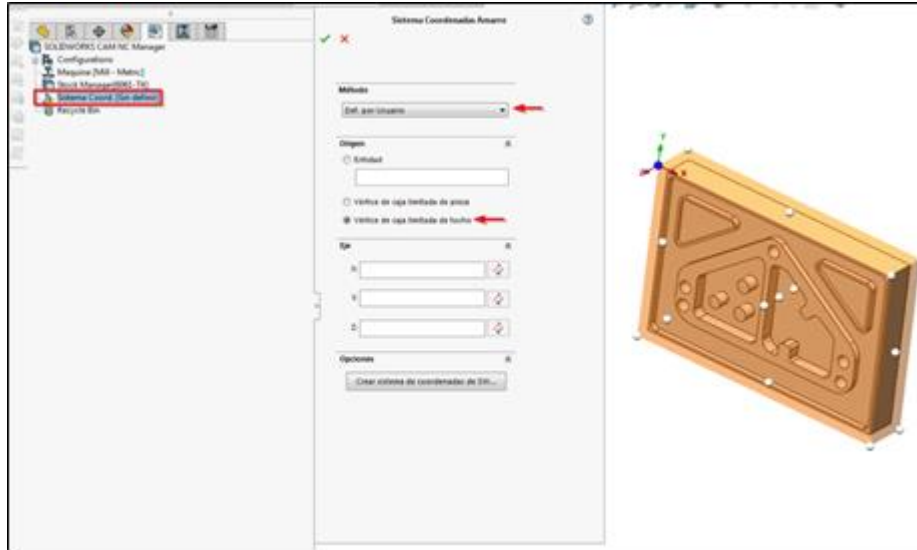 SOLIDWORKS CAM NC Manager
Configurations
Maquina [Mill - Metric]
Stock Manager[6061-T6]
Sistema Coord. [Sin definir]
Recycle Bin
Sistema Coordenadas Amarre
Método
Def. por Usuario
Origen
Entidad
Vértice de caja limitada de pieza
Vértice de caja limitada de bucho
Eje
X:
Y:
Z:
Opciones
Crear sistema de coordenadas de SW...
Y
X